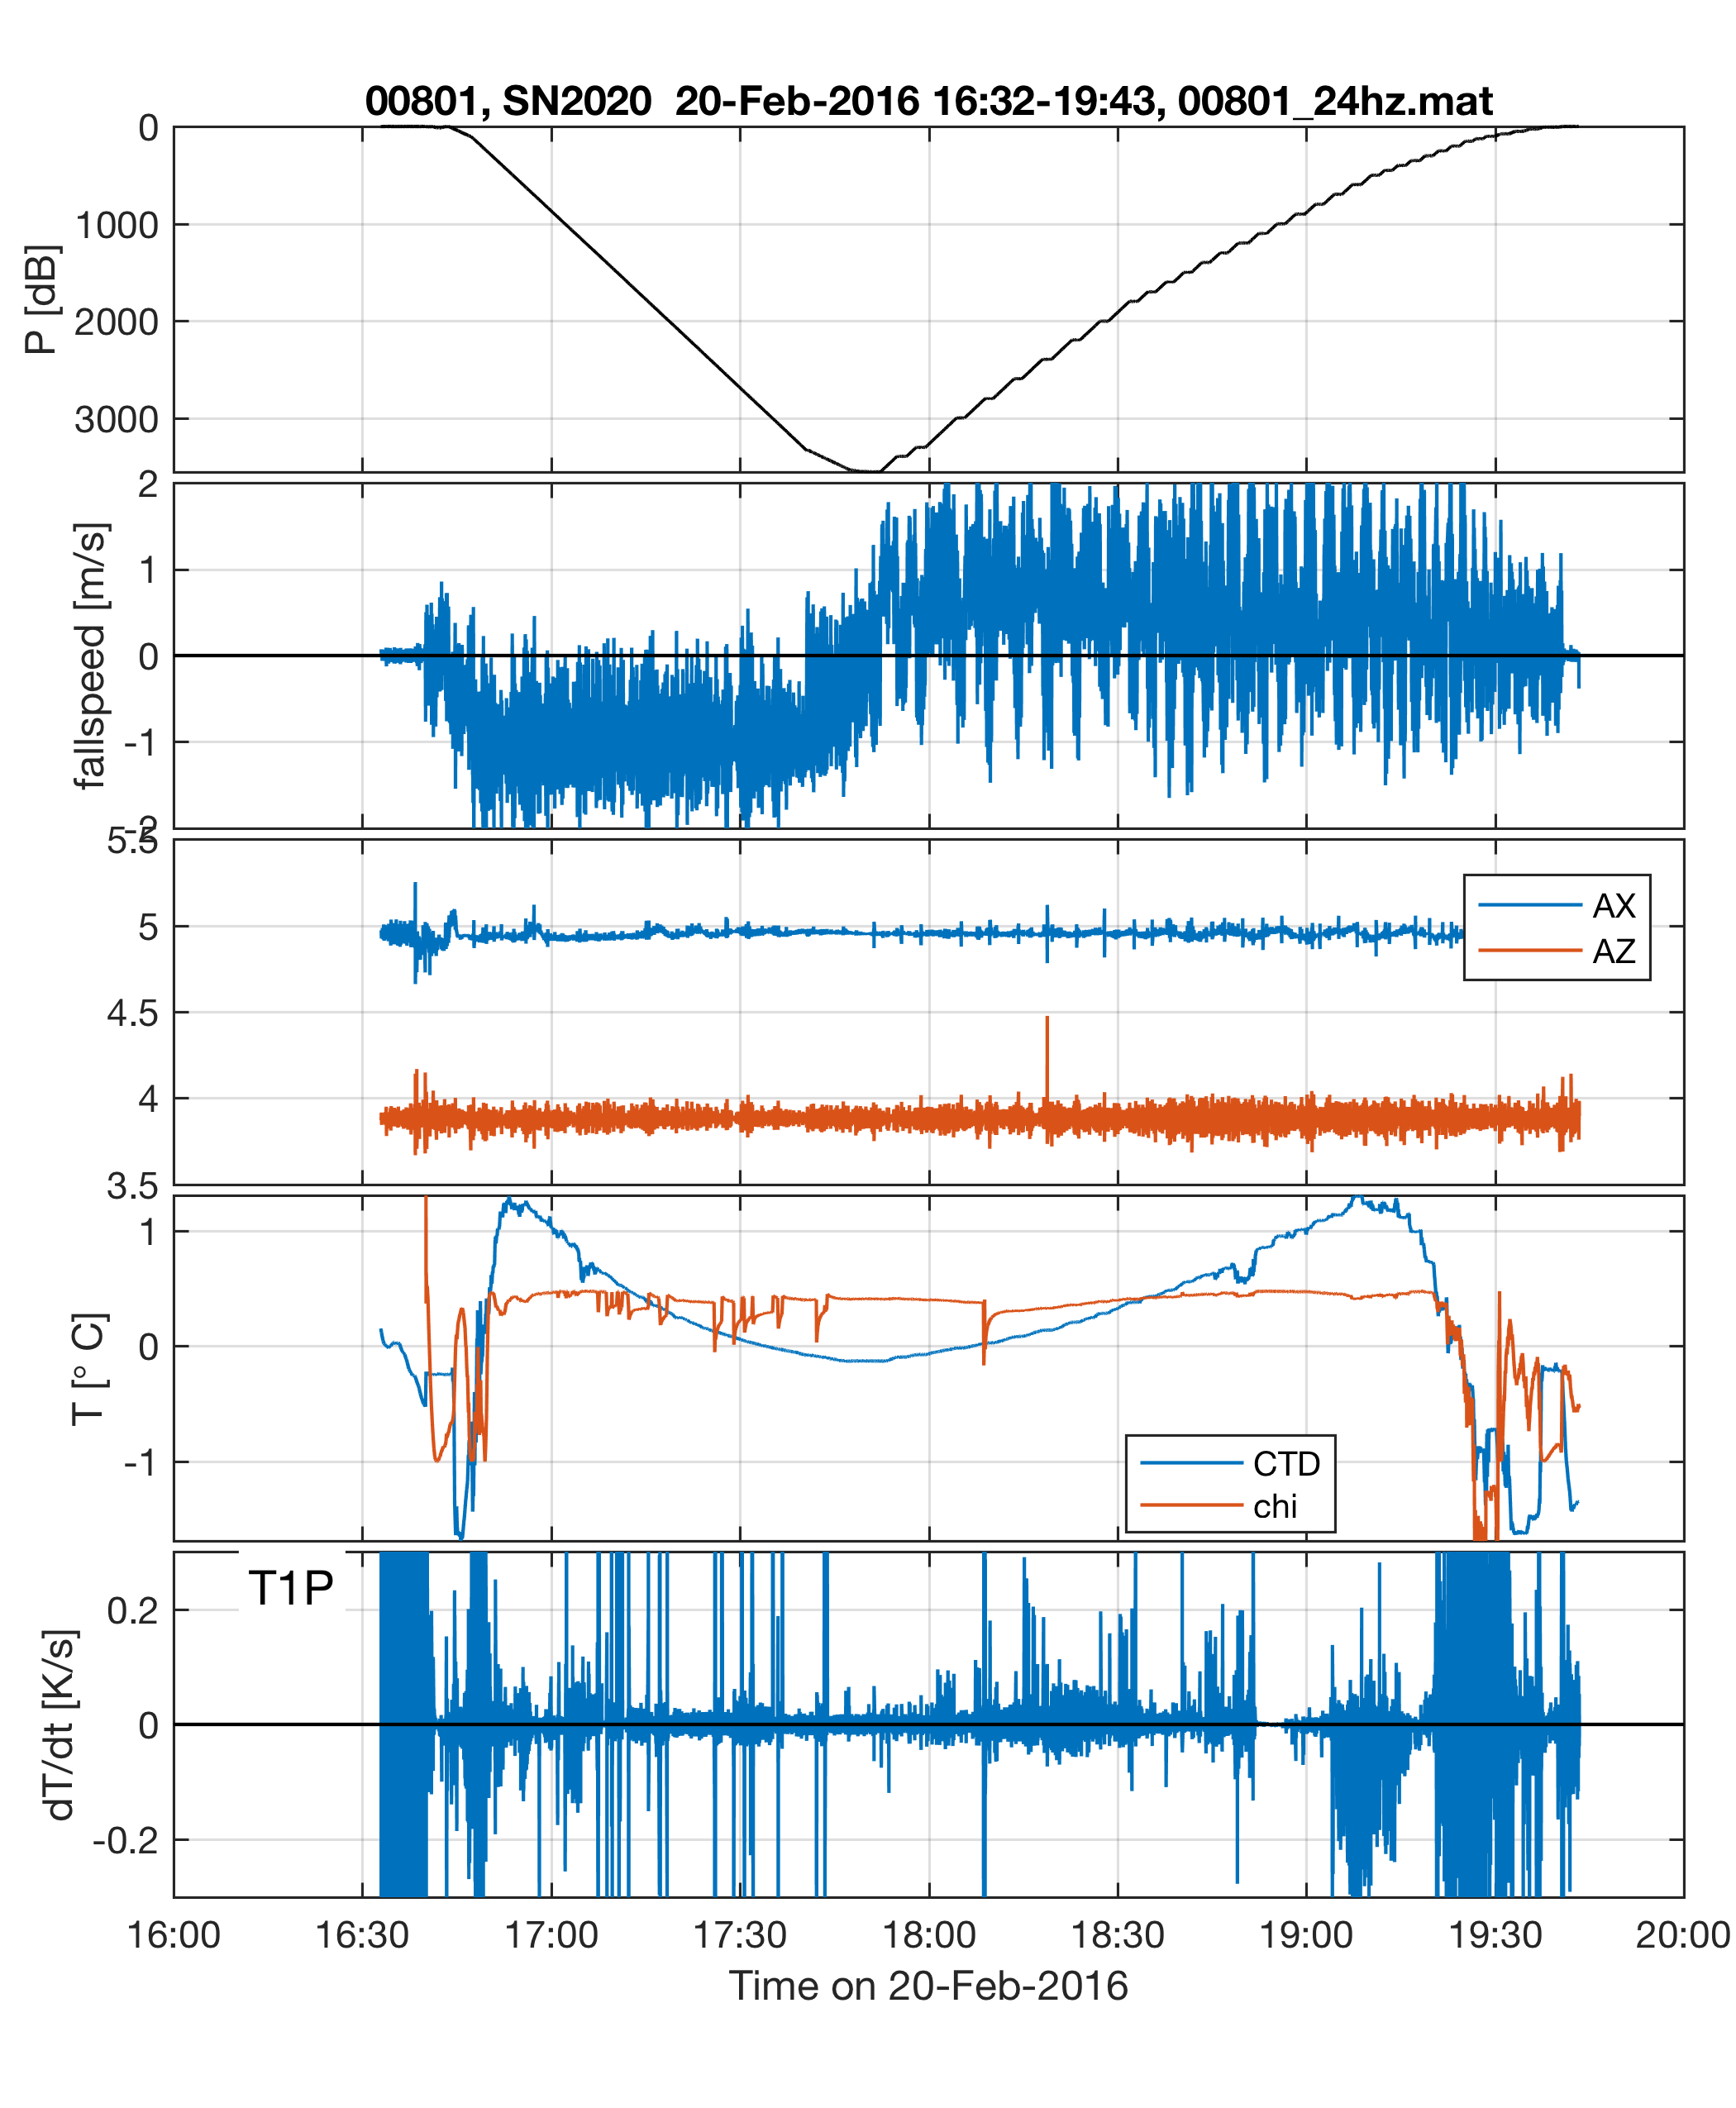 00801, SN2020  20-Feb-2016 16:32-19:43, 00801_24hz.mat
0
1000
2000
3000
P [dB]
2
1
0
-1
-2
fallspeed [m/s]
5.5
5
4.5
4
3.5
AX
AZ
1
0
-1
T [° C]
CTD
chi
T1P
0.2
0
-0.2
dT/dt [K/s]
16:00 16:30 17:00 17:30 18:00 18:30 19:00 19:30 20:00
Time on 20-Feb-2016